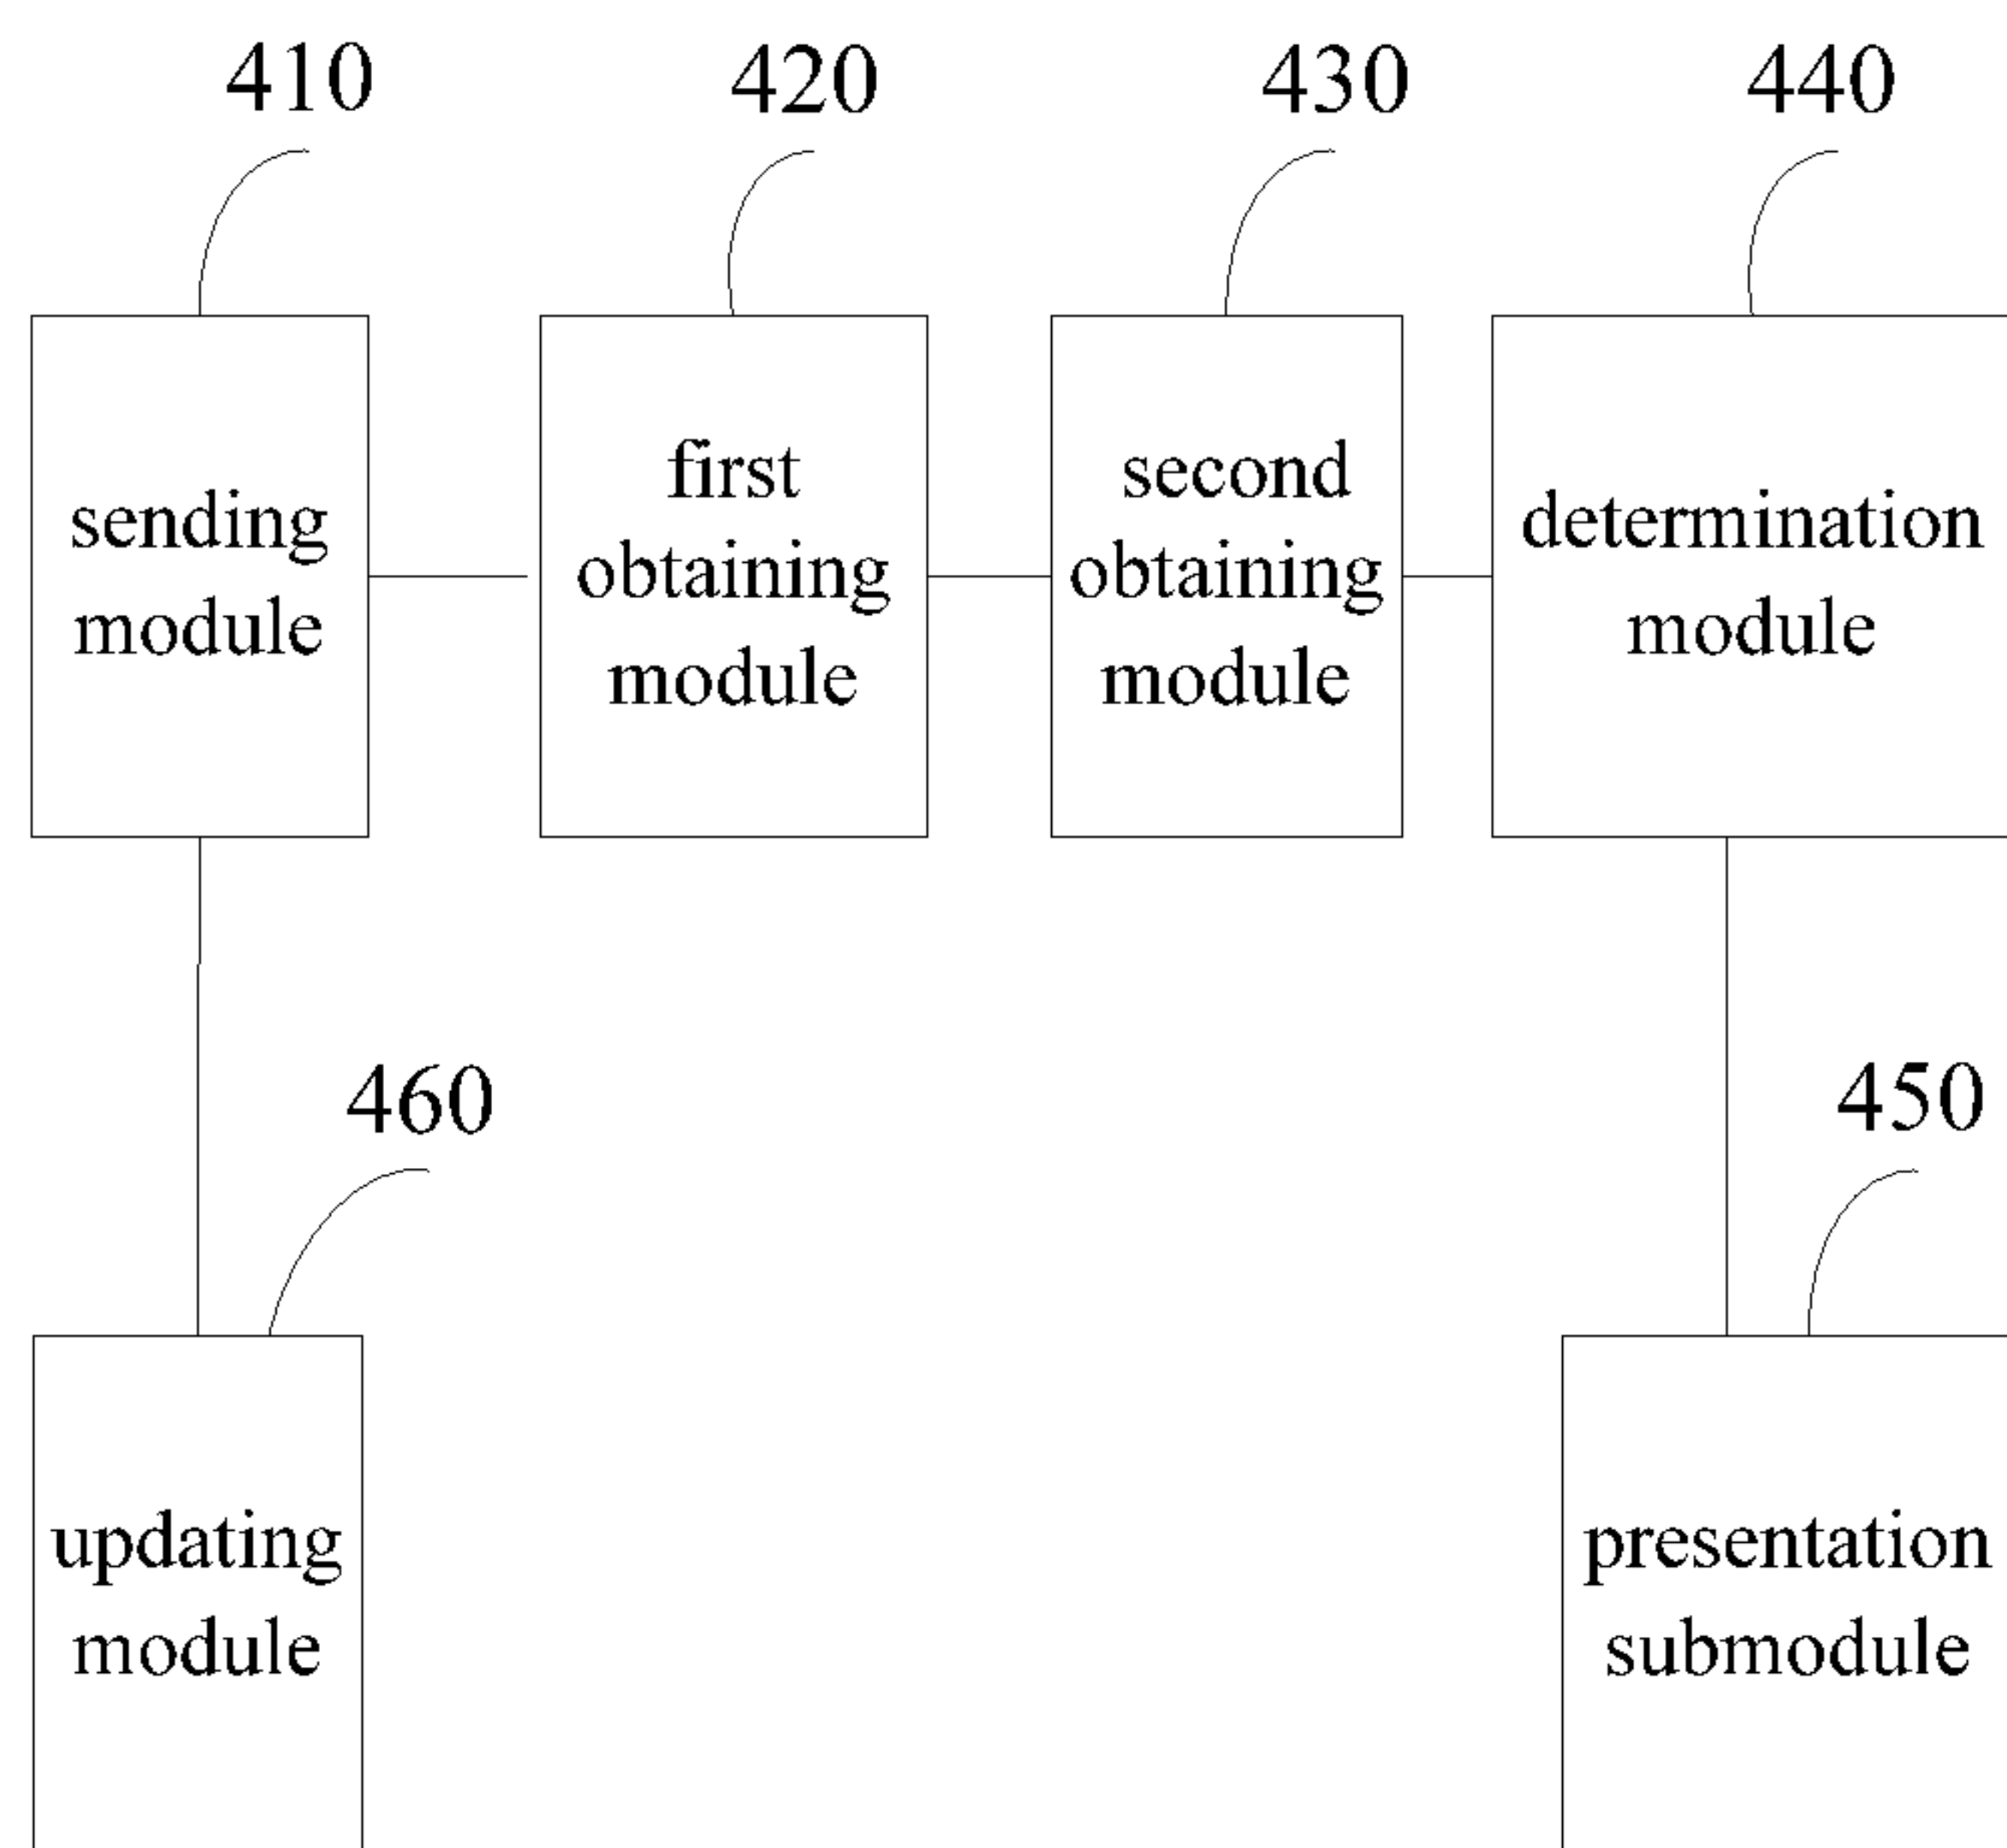 410
420
430
440
sending
module
first
obtaining
module
second
obtaining
module
determination
module
460
450
updating
module
presentation
submodule